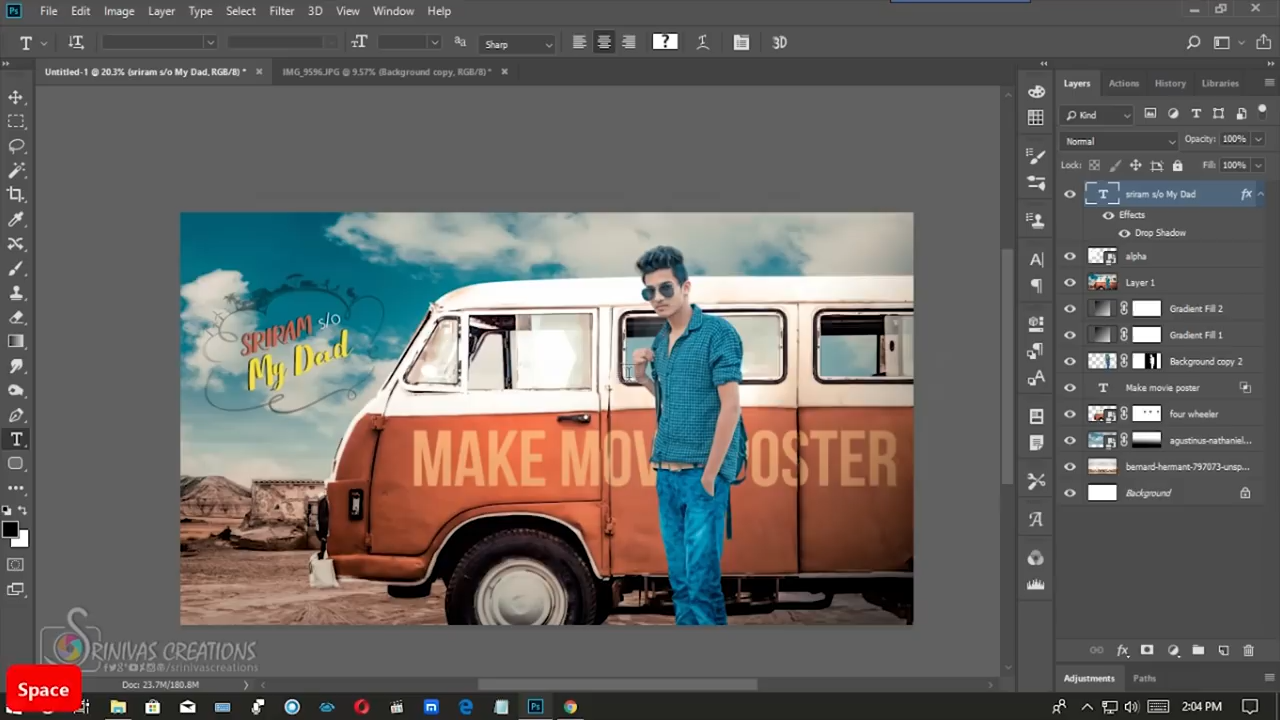 Ps File Edit Image Layer Type Select Filter 3D View Window Help
T Sharp ? 3D
Untitled-1 @ 20.3% (sriram s/o My Dad, RGB/8) * × IMG_9596.JPG @ 9.57% (Background copy, RGB/8) * ×
Layers Actions History Libraries
Kind
Normal Opacity: 100%
Lock: Fill: 100%
sriram s/o My Dad fx
Effects
Drop Shadow
alpha
Layer 1
Gradient Fill 2
Gradient Fill 1
Background copy 2
Make movie poster
four wheeler
agustinus-nathaniel...
bernard-hermant-797073-unsp...
Background
SRIRAM s/o
My Dad
MAKE MOV OSTER
SRINIVAS CREATIONS
/srinivascreations
Doc: 23.7M/180.8M
Adjustments Paths
Space
2:04 PM